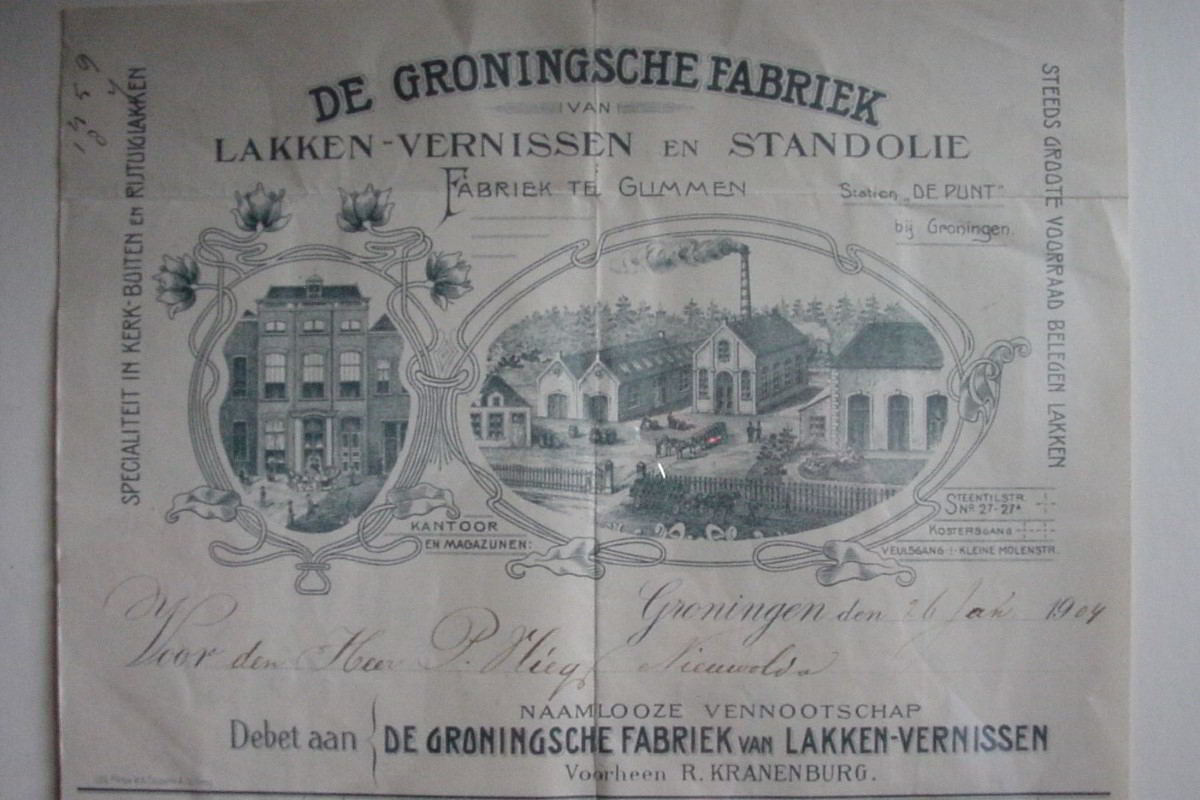 DE GRONINGSCHE FABRIEK
VAN
LAKKEN-VERNISSEN EN STANDOLIE
FABRIEK TE GLIMMEN
Station „DE PUNT”
bij Groningen.
SPECIALITEIT IN KERK-BUITEN EN RIJTUIGLAKKEN
STEEDS GROOTE VOORRAAD BELEGEN LAKKEN
KANTOOR
EN MAGAZIJNEN:
STEENTILSTR.
No. 27-27A
KOSTERSGANG
VEULSGANG KLEINE MOLENSTR.
Groningen den 26 Jan. 1904
Voor den Heer P.
Debet aan
NAAMLOOZE VENNOOTSCHAP
DE GRONINGSCHE FABRIEK VAN LAKKEN-VERNISSEN
Voorheen R. KRANENBURG.